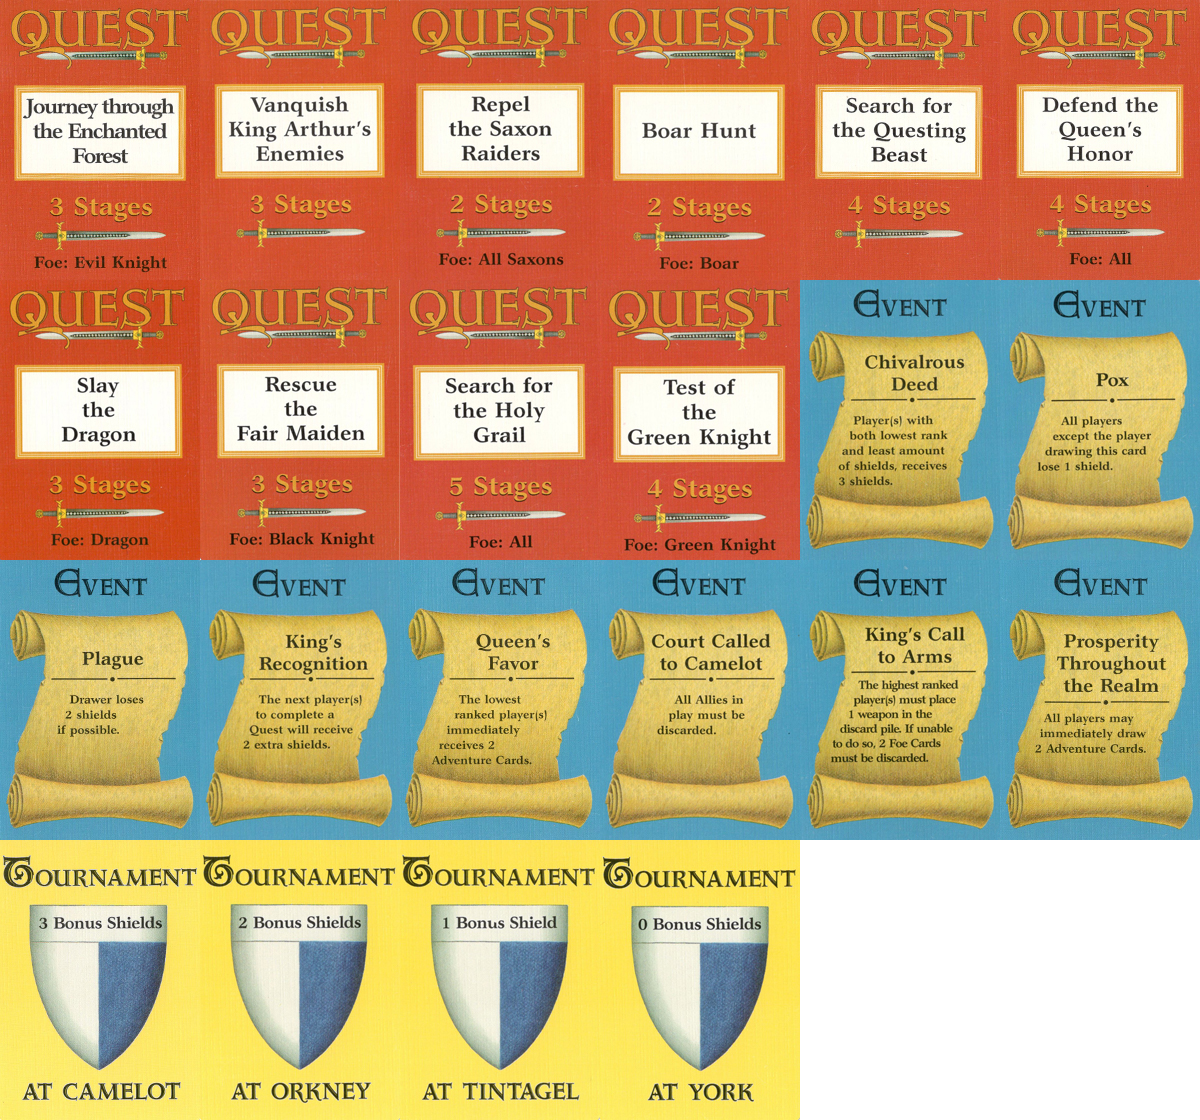 QUEST
Journey through
the Enchanted
Forest
3 Stages
Foe: Evil Knight
QUEST
Vanquish
King Arthur's
Enemies
3 Stages
QUEST
Repel
the Saxon
Raiders
2 Stages
Foe: All Saxons
QUEST
Boar Hunt
2 Stages
Foe: Boar
QUEST
Search for
the Questing
Beast
4 Stages
QUEST
Defend the
Queen's
Honor
4 Stages
Foe: All
QUEST
Slay
the
Dragon
3 Stages
Foe: Dragon
QUEST
Rescue
the
Fair Maiden
3 Stages
Foe: Black Knight
QUEST
Search for
the Holy
Grail
5 Stages
Foe: All
QUEST
Test of
the
Green Knight
4 Stages
Foe: Green Knight
EVENT
Chivalrous
Deed
Player(s) with
both lowest rank
and least amount
of shields, receives
3 shields.
EVENT
Pox
All players
except the player
drawing this card
lose 1 shield.
EVENT
Plague
Drawer loses
2 shields
if possible.
EVENT
King's
Recognition
The next player(s)
to complete a
Quest will receive
2 extra shields.
EVENT
Queen's
Favor
The lowest
ranked player(s)
immediately
receives 2
Adventure Cards.
EVENT
Court Called
to Camelot
All Allies in
play must be
discarded.
EVENT
King's Call
to Arms
The highest ranked
player(s) must place
1 weapon in the
discard pile. If unable
to do so, 2 Foe Cards
must be discarded.
EVENT
Prosperity
Throughout
the Realm
All players may
immediately draw
2 Adventure Cards.
TOURNAMENT
3 Bonus Shields
AT CAMELOT
TOURNAMENT
2 Bonus Shields
AT ORKNEY
TOURNAMENT
1 Bonus Shield
AT TINTAGEL
TOURNAMENT
0 Bonus Shields
AT YORK